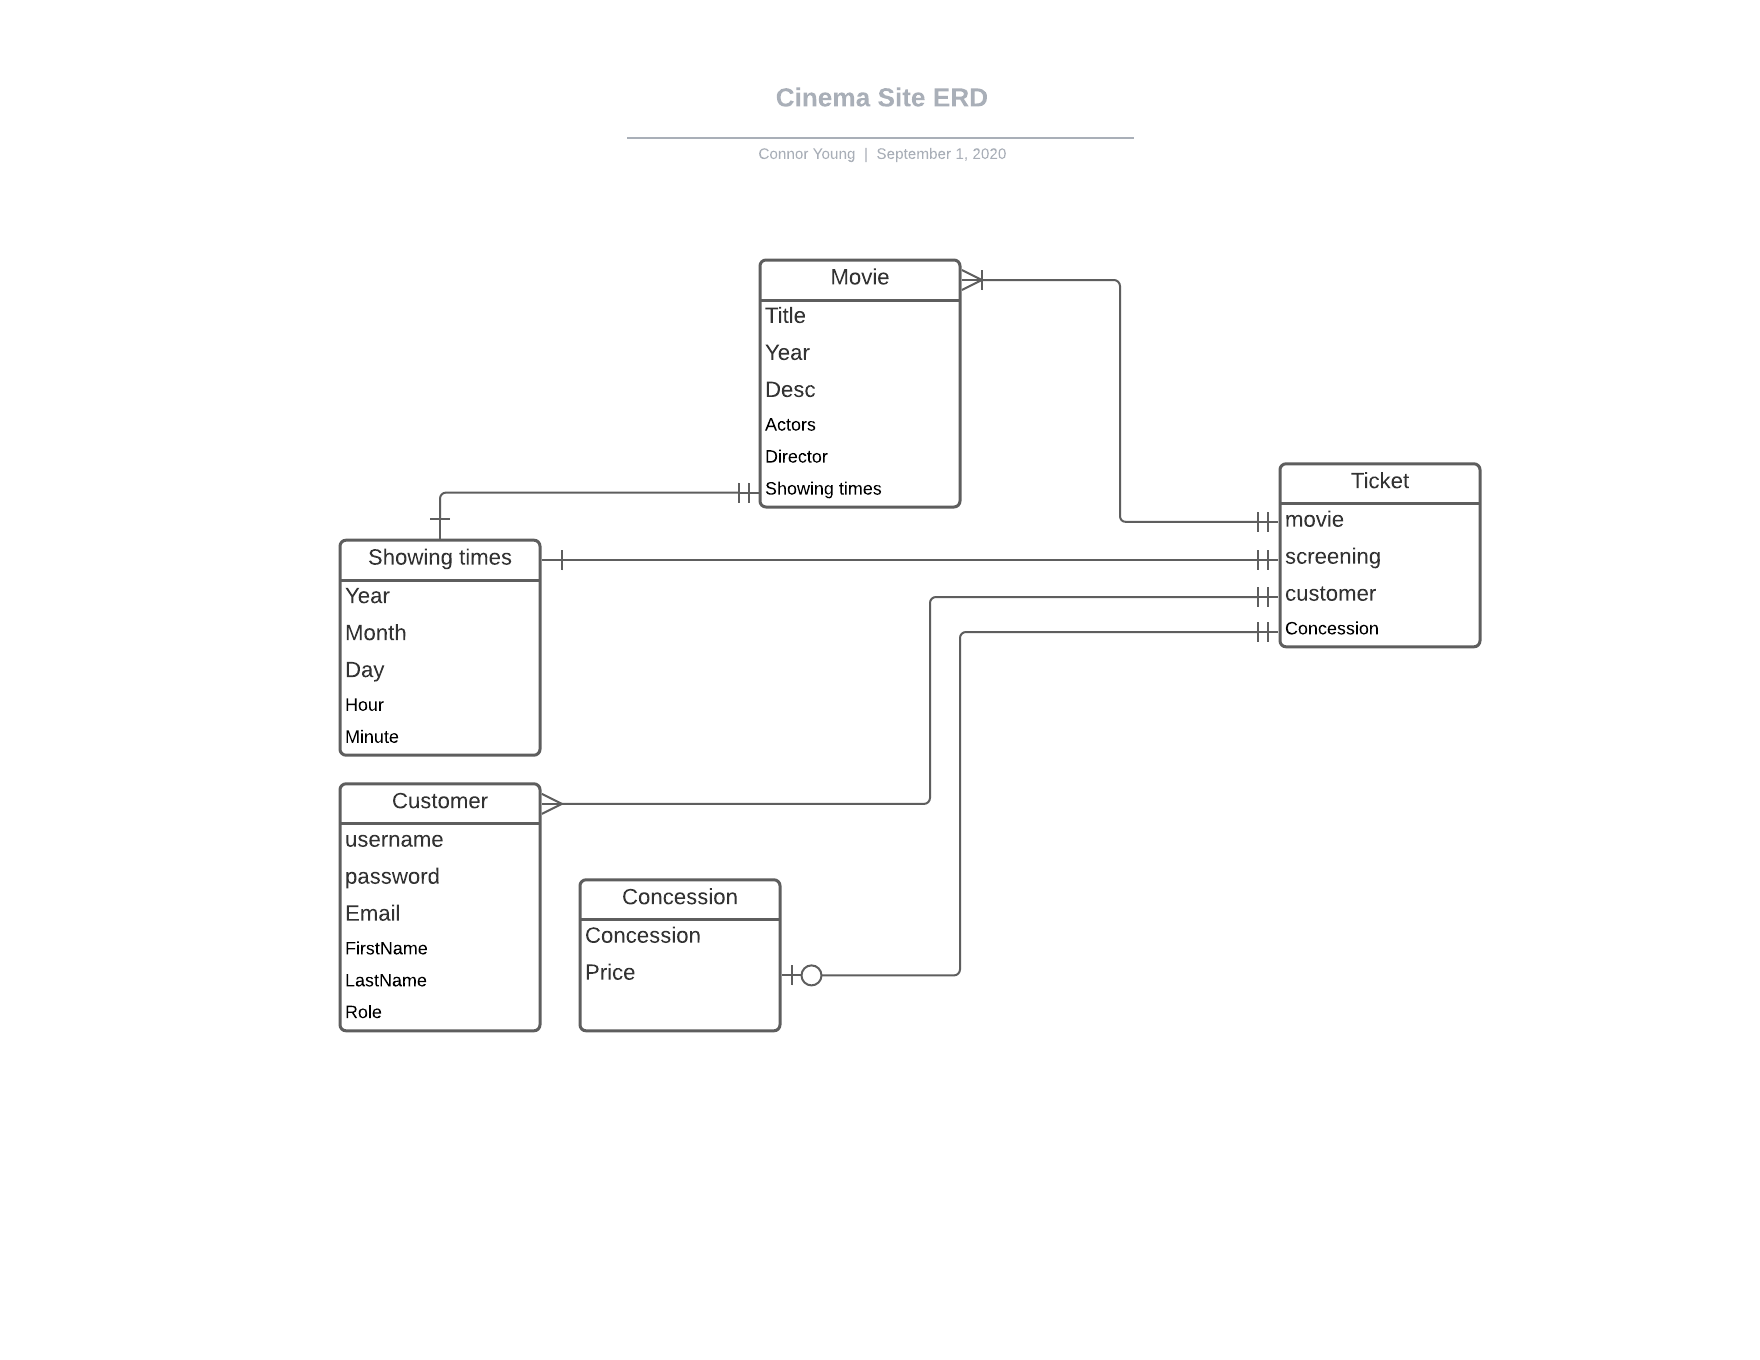 Cinema Site ERD
Connor Young | September 1, 2020
Movie
Title
Year
Desc
Actors
Director
Showing times
Ticket
movie
screening
customer
Concession
Showing times
Year
Month
Day
Hour
Minute
Customer
username
password
Email
FirstName
LastName
Role
Concession
Concession
Price